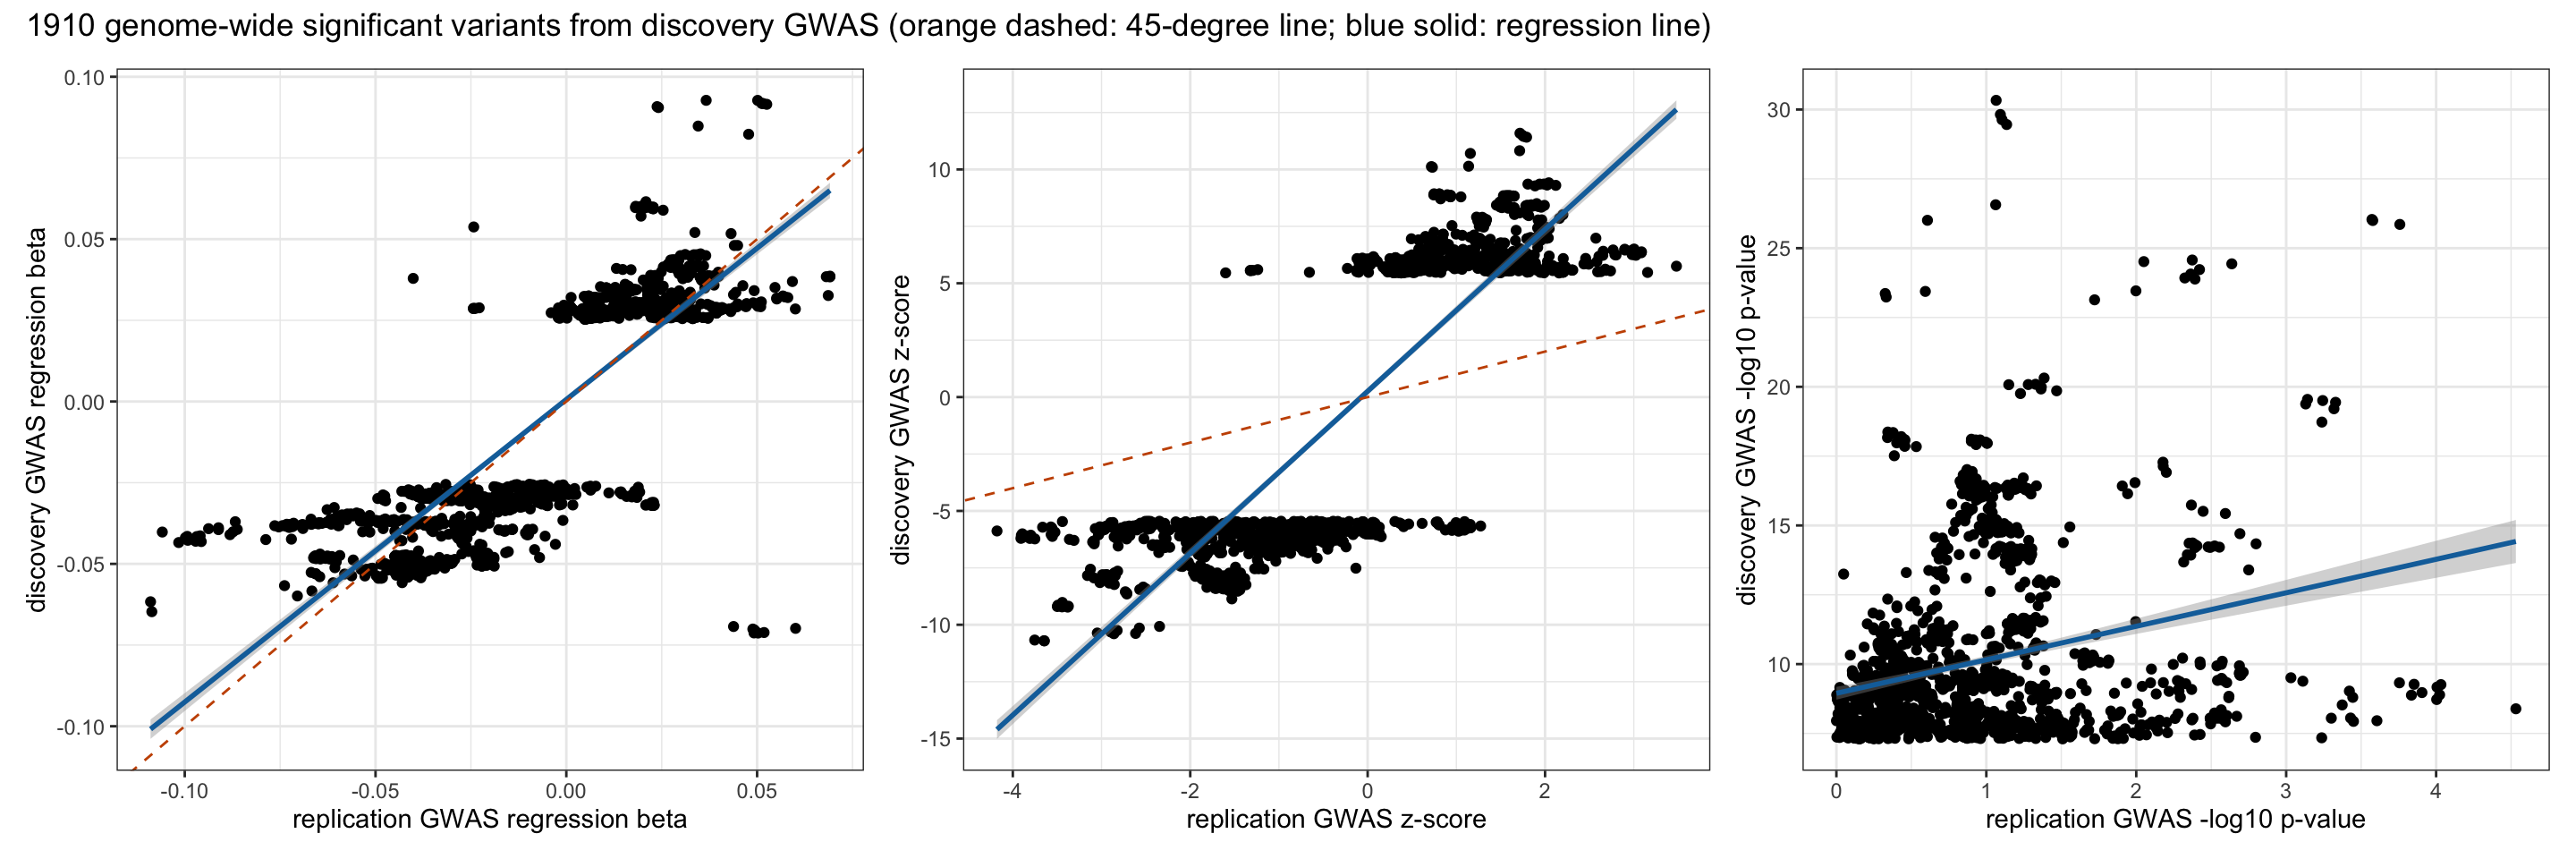 1910 genome-wide significant variants from discovery GWAS (orange dashed: 45-degree line; blue solid: regression line)
discovery GWAS regression beta
0.10
0.05
0.00
-0.05
-0.10
-0.10 -0.05 0.00 0.05
replication GWAS regression beta
discovery GWAS z-score
10
5
0
-5
-10
-15
-4 -2 0 2
replication GWAS z-score
discovery GWAS -log10 p-value
30
25
20
15
10
0 1 2 3 4
replication GWAS -log10 p-value